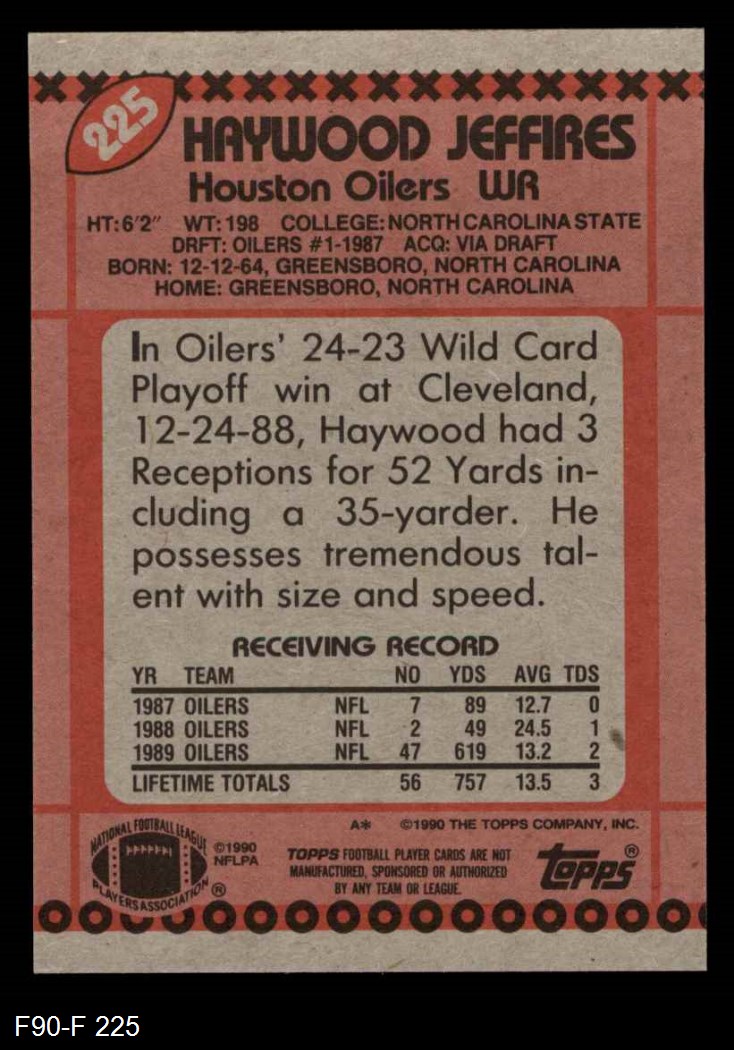 225
HAYWOOD JEFFIRES
Houston Oilers WR
HT: 6'2" WT: 198 COLLEGE: NORTH CAROLINA STATE
DRFT: OILERS #1-1987 ACQ: VIA DRAFT
BORN: 12-12-64, GREENSBORO, NORTH CAROLINA
HOME: GREENSBORO, NORTH CAROLINA
In Oilers' 24-23 Wild Card
Playoff win at Cleveland,
12-24-88, Haywood had 3
Receptions for 52 Yards in-
cluding a 35-yarder. He
possesses tremendous tal-
ent with size and speed.
RECEIVING RECORD
YR TEAM NO YDS AVG TDS
1987 OILERS NFL 7 89 12.7 0
1988 OILERS NFL 2 49 24.5 1
1989 OILERS NFL 47 619 13.2 2
LIFETIME TOTALS 56 757 13.5 3
A* ©1990 THE TOPPS COMPANY, INC.
NATIONAL FOOTBALL LEAGUE
PLAYERS ASSOCIATION ®
©1990
NFLPA
TOPPS FOOTBALL PLAYER CARDS ARE NOT
MANUFACTURED, SPONSORED OR AUTHORIZED
BY ANY TEAM OR LEAGUE.
topps®
F90-F 225